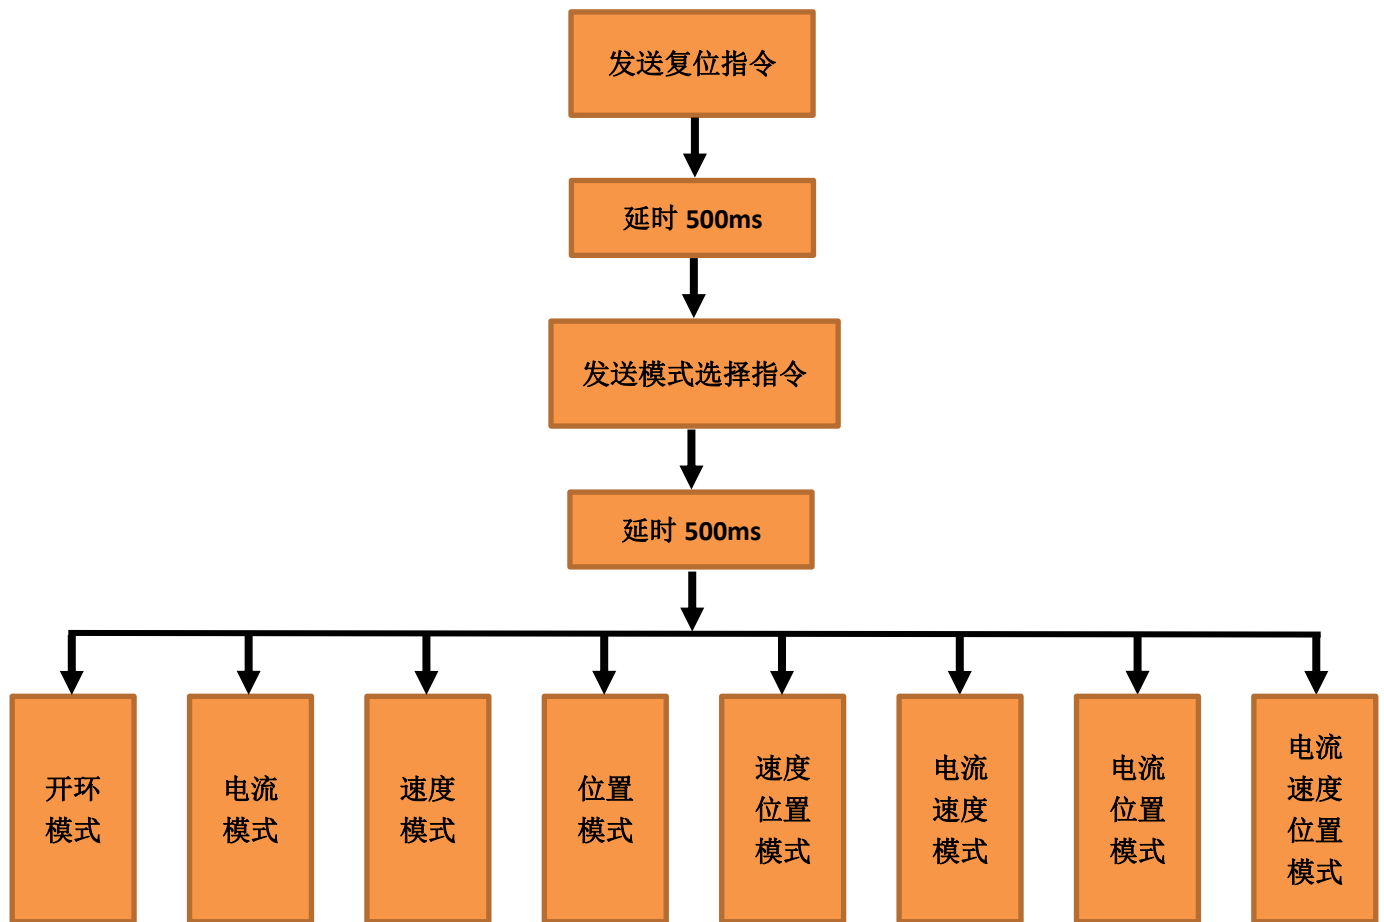 发送复位指令
延时 500ms
发送模式选择指令
延时 500ms
开环
模式
电流
模式
速度
模式
位置
模式
速度
位置
模式
电流
速度
模式
电流
位置
模式
电流
速度
位置
模式